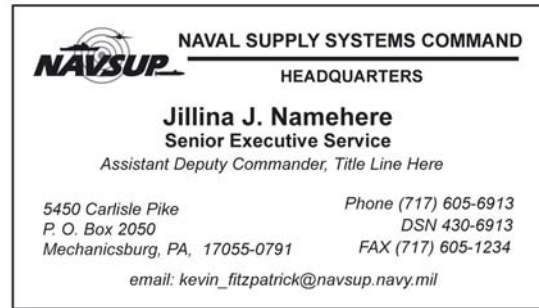 NAVSUP
NAVAL SUPPLY SYSTEMS COMMAND
HEADQUARTERS
Jillina J. Namehere
Senior Executive Service
Assistant Deputy Commander, Title Line Here
5450 Carlisle Pike
P. O. Box 2050
Mechanicsburg, PA, 17055-0791
Phone (717) 605-6913
DSN 430-6913
FAX (717) 605-1234
email: kevin_fitzpatrick@navsup.navy.mil